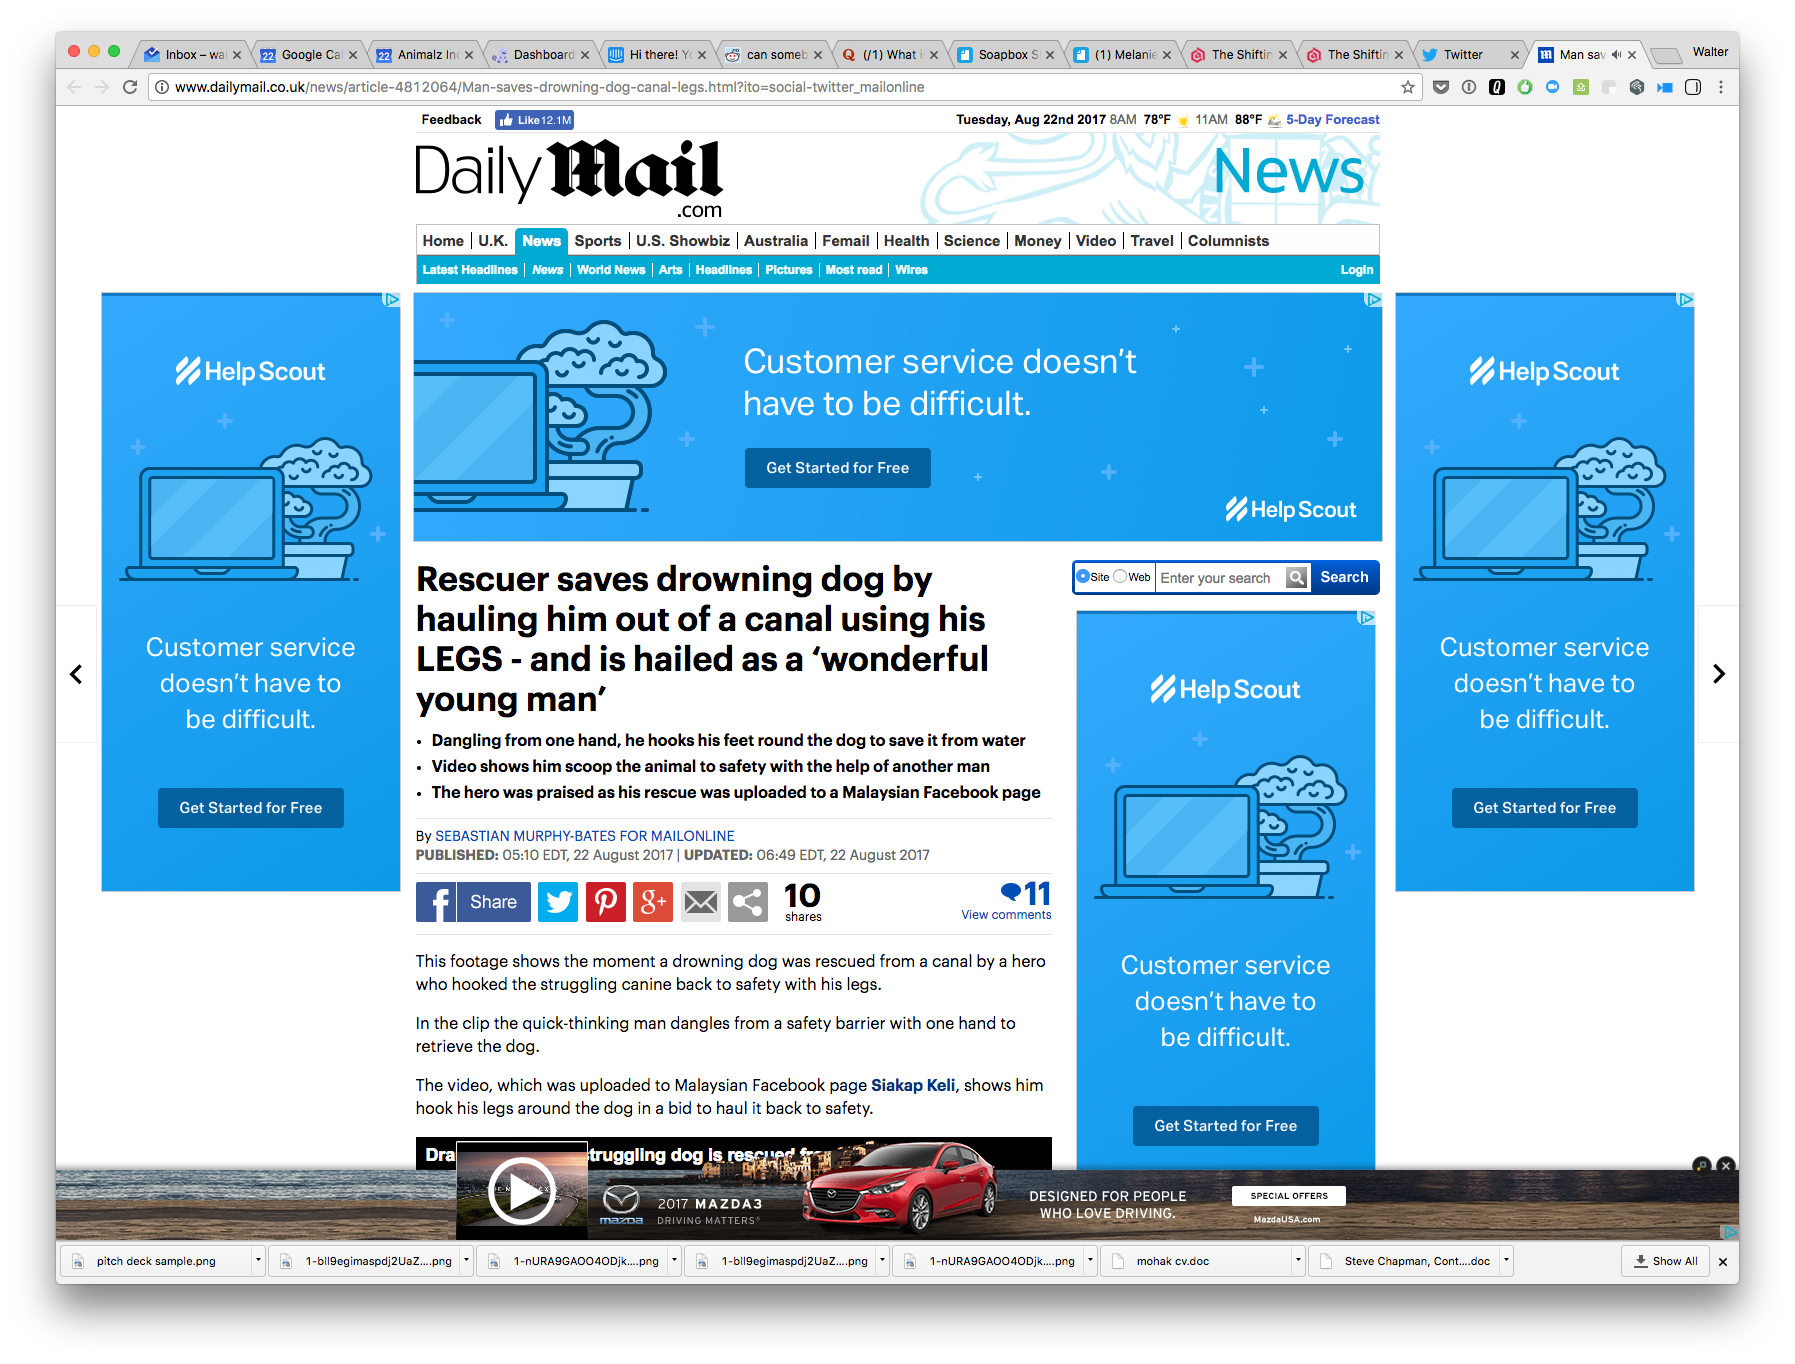 Inbox – wal
Google Cal
Animalz Inc
Dashboard
Hi there! Yo
can someb
(/1) What i
Soapbox S
(1) Melanie
The Shiftin
The Shiftin
Twitter
Man sav
Walter
www.dailymail.co.uk/news/article-4812064/Man-saves-drowning-dog-canal-legs.html?ito=social-twitter_mailonline
Feedback
Like 12.1M
Tuesday, Aug 22nd 2017 8AM 78°F 11AM 88°F 5-Day Forecast
Daily Mail
.com
News
Home U.K. News Sports U.S. Showbiz Australia Femail Health Science Money Video Travel Columnists
Latest Headlines News World News Arts Headlines Pictures Most read Wires
Login
Help Scout
Customer service
doesn't have to
be difficult.
Get Started for Free
Customer service doesn't
have to be difficult.
Get Started for Free
Help Scout
Help Scout
Customer service
doesn't have to
be difficult.
Get Started for Free
Rescuer saves drowning dog by
hauling him out of a canal using his
LEGS - and is hailed as a ‘wonderful
young man’
Site Web Enter your search Search
• Dangling from one hand, he hooks his feet round the dog to save it from water
• Video shows him scoop the animal to safety with the help of another man
• The hero was praised as his rescue was uploaded to a Malaysian Facebook page
By SEBASTIAN MURPHY-BATES FOR MAILONLINE
PUBLISHED: 05:10 EDT, 22 August 2017 | UPDATED: 06:49 EDT, 22 August 2017
Share
10
shares
11
View comments
This footage shows the moment a drowning dog was rescued from a canal by a hero
who hooked the struggling canine back to safety with his legs.
In the clip the quick-thinking man dangles from a safety barrier with one hand to
retrieve the dog.
The video, which was uploaded to Malaysian Facebook page Siakap Keli, shows him
hook his legs around the dog in a bid to haul it back to safety.
Help Scout
Customer service
doesn't have to
be difficult.
Get Started for Free
Dra
truggling dog is rescued
mazda
2017 MAZDA3
DRIVING MATTERS®
DESIGNED FOR PEOPLE
WHO LOVE DRIVING.
SPECIAL OFFERS
MazdaUSA.com
pitch deck sample.png
1-bll9egimaspdj2UaZ....png
1-nURA9GAOO4ODjk....png
1-bll9egimaspdj2UaZ....png
1-nURA9GAOO4ODjk....png
mohak cv.doc
Steve Chapman, Cont....doc
Show All